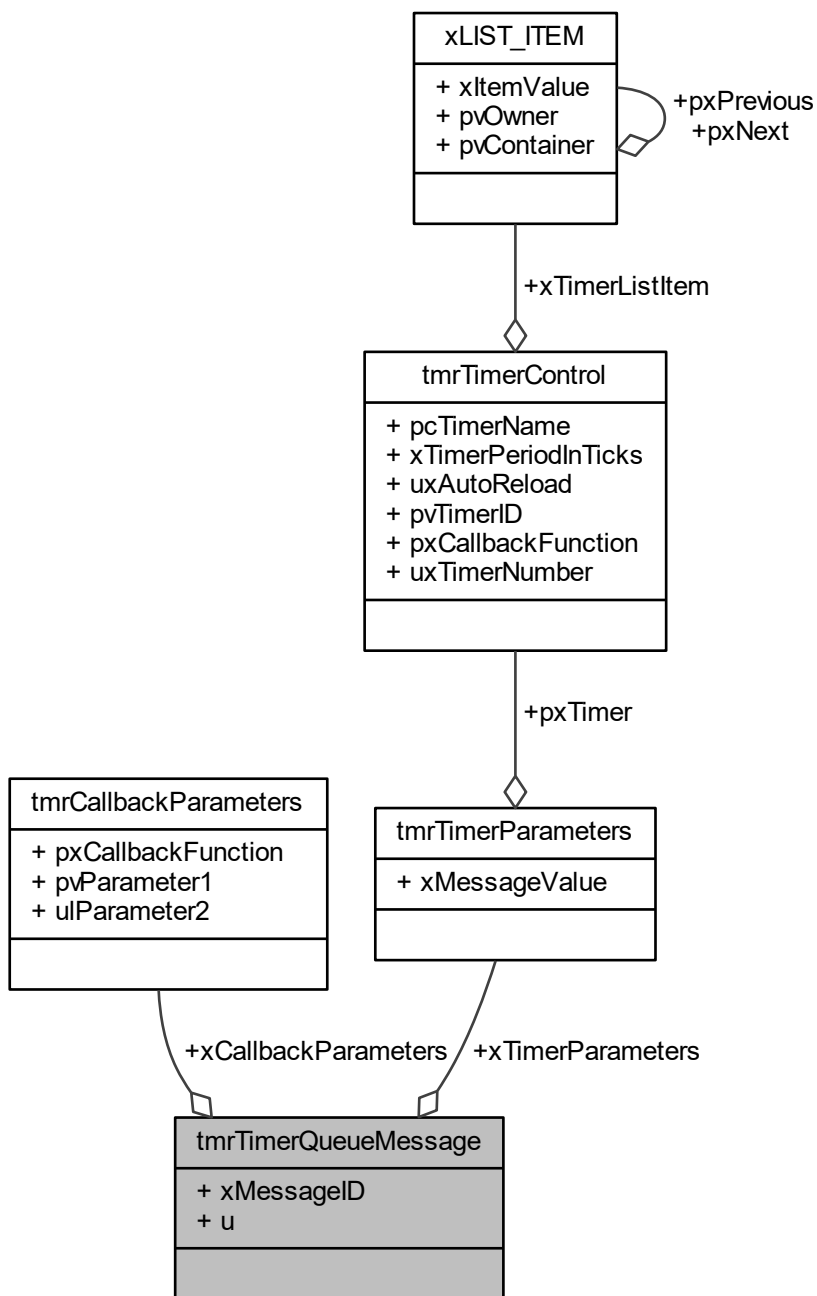 xLIST_ITEM
+ xItemValue
+ pvOwner
+ pvContainer
+pxPrevious
+pxNext
+xTimerListItem
tmrTimerControl
+ pcTimerName
+ xTimerPeriodInTicks
+ uxAutoReload
+ pvTimerID
+ pxCallbackFunction
+ uxTimerNumber
+pxTimer
tmrCallbackParameters
+ pxCallbackFunction
+ pvParameter1
+ ulParameter2
tmrTimerParameters
+ xMessageValue
+xCallbackParameters
+xTimerParameters
tmrTimerQueueMessage
+ xMessageID
+ u